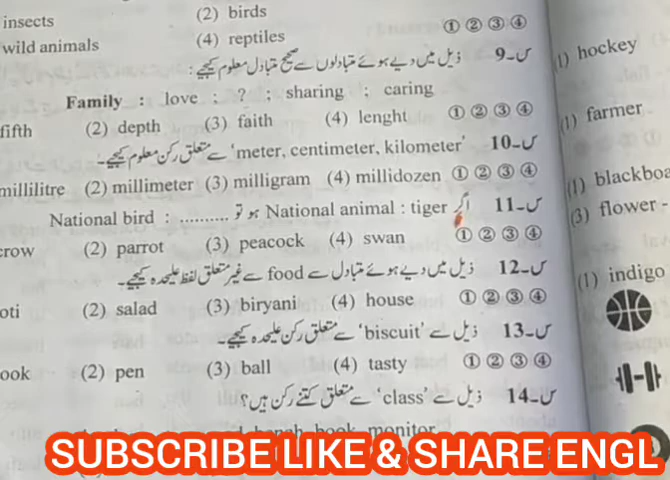 insects (2) birds
wild animals (4) reptiles ① ② ③ ④
س۔9 ذیل میں دیے ہوئے متبادلوں سے صحیح متبادل معلوم کیجیے :
Family : love ; ? ; sharing ; caring
fifth (2) depth (3) faith (4) lenght ① ② ③ ④
س۔10 'meter, centimeter, kilometer' سے متعلق رکن معلوم کیجیے۔
millilitre (2) millimeter (3) milligram (4) millidozen ① ② ③ ④
س۔11 اگر National animal : tiger ہو تو National bird : ..........
crow (2) parrot (3) peacock (4) swan ① ② ③ ④
س۔12 ذیل میں دیے ہوئے متبادل سے food سے غیر متعلق لفظ علیحدہ کیجیے۔
oti (2) salad (3) biryani (4) house ① ② ③ ④
س۔13 ذیل سے 'biscuit' سے متعلق رکن علیحدہ کیجیے۔
ook (2) pen (3) ball (4) tasty ① ② ③ ④
س۔14 ذیل سے 'class' سے متعلق کتنے رکن ہیں؟
book, monitor
(1) hockey
(1) farmer
(1) blackboa
(3) flower -
(1) indigo
SUBSCRIBE LIKE & SHARE ENGL